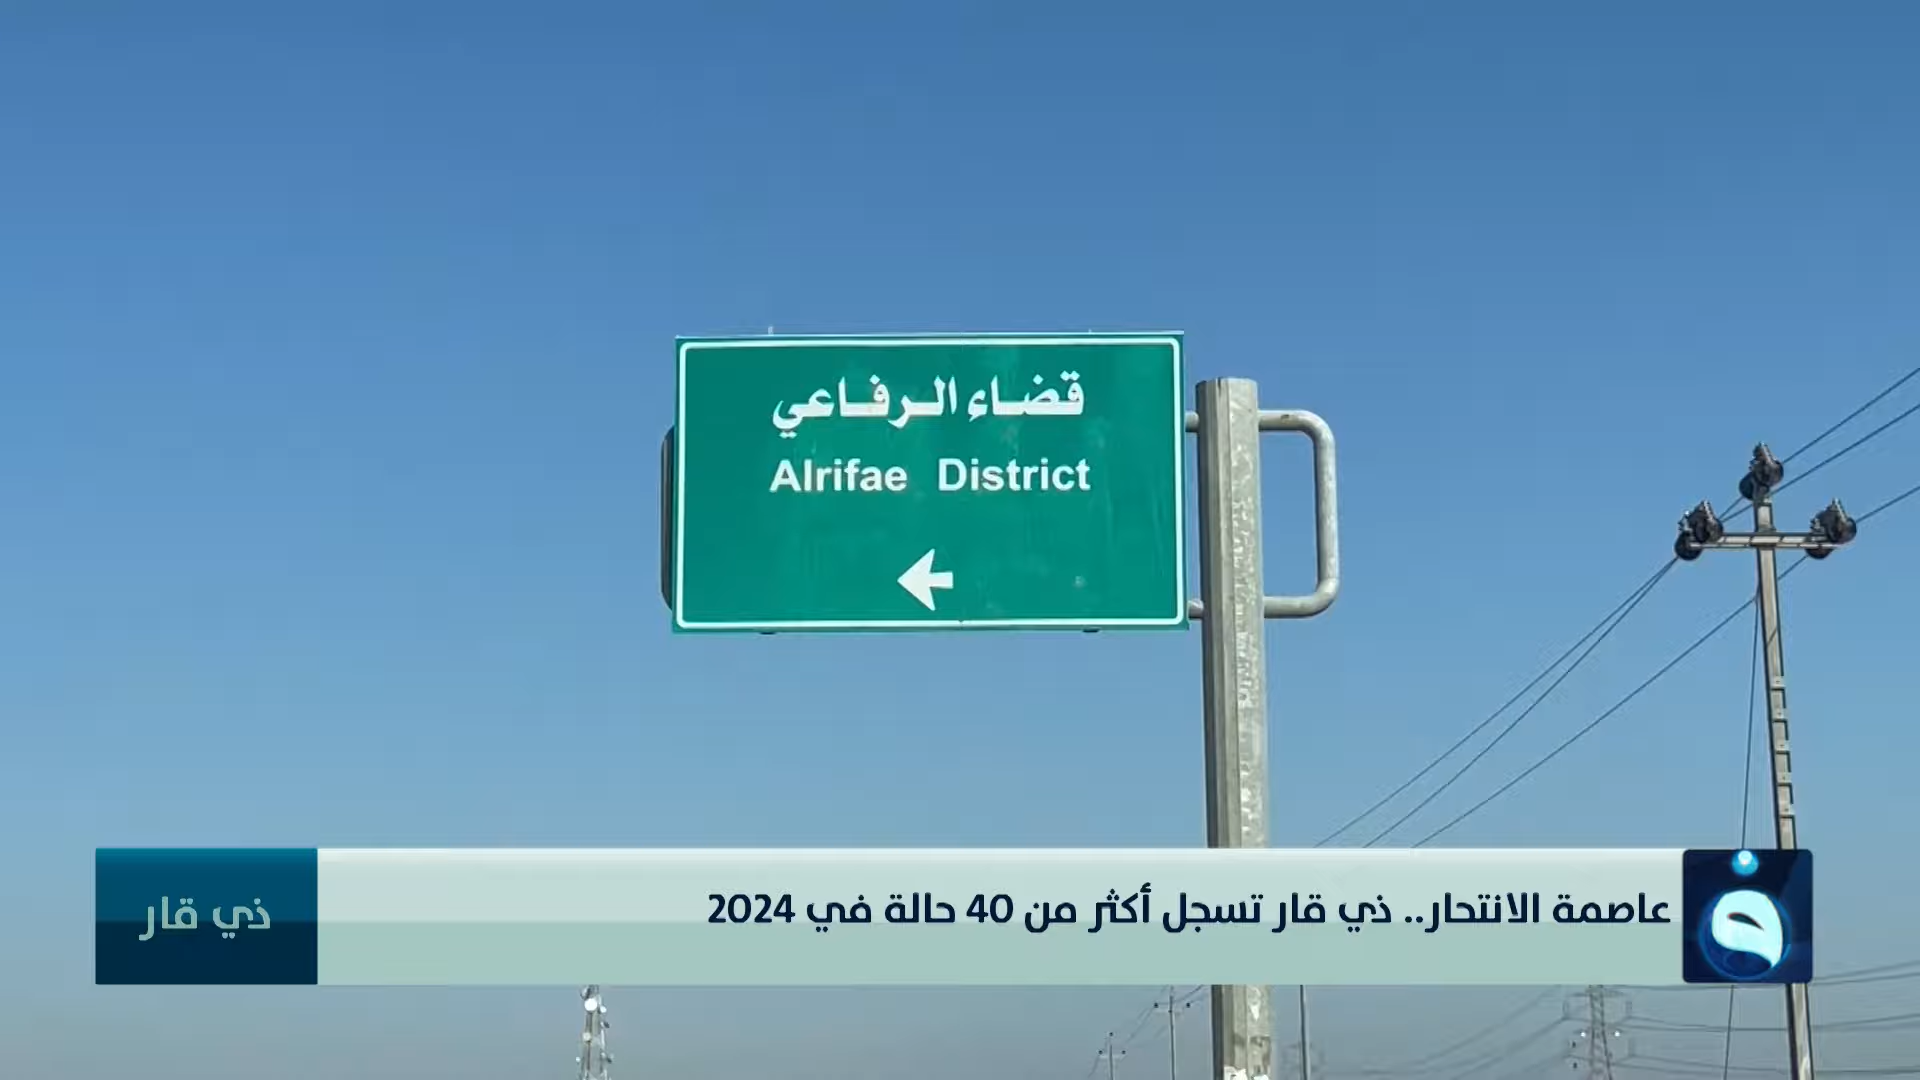 قضاء الرفاعي
Alrifae District
عاصمة الانتحار.. ذي قار تسجل أكثر من 40 حالة في 2024
ذي قار